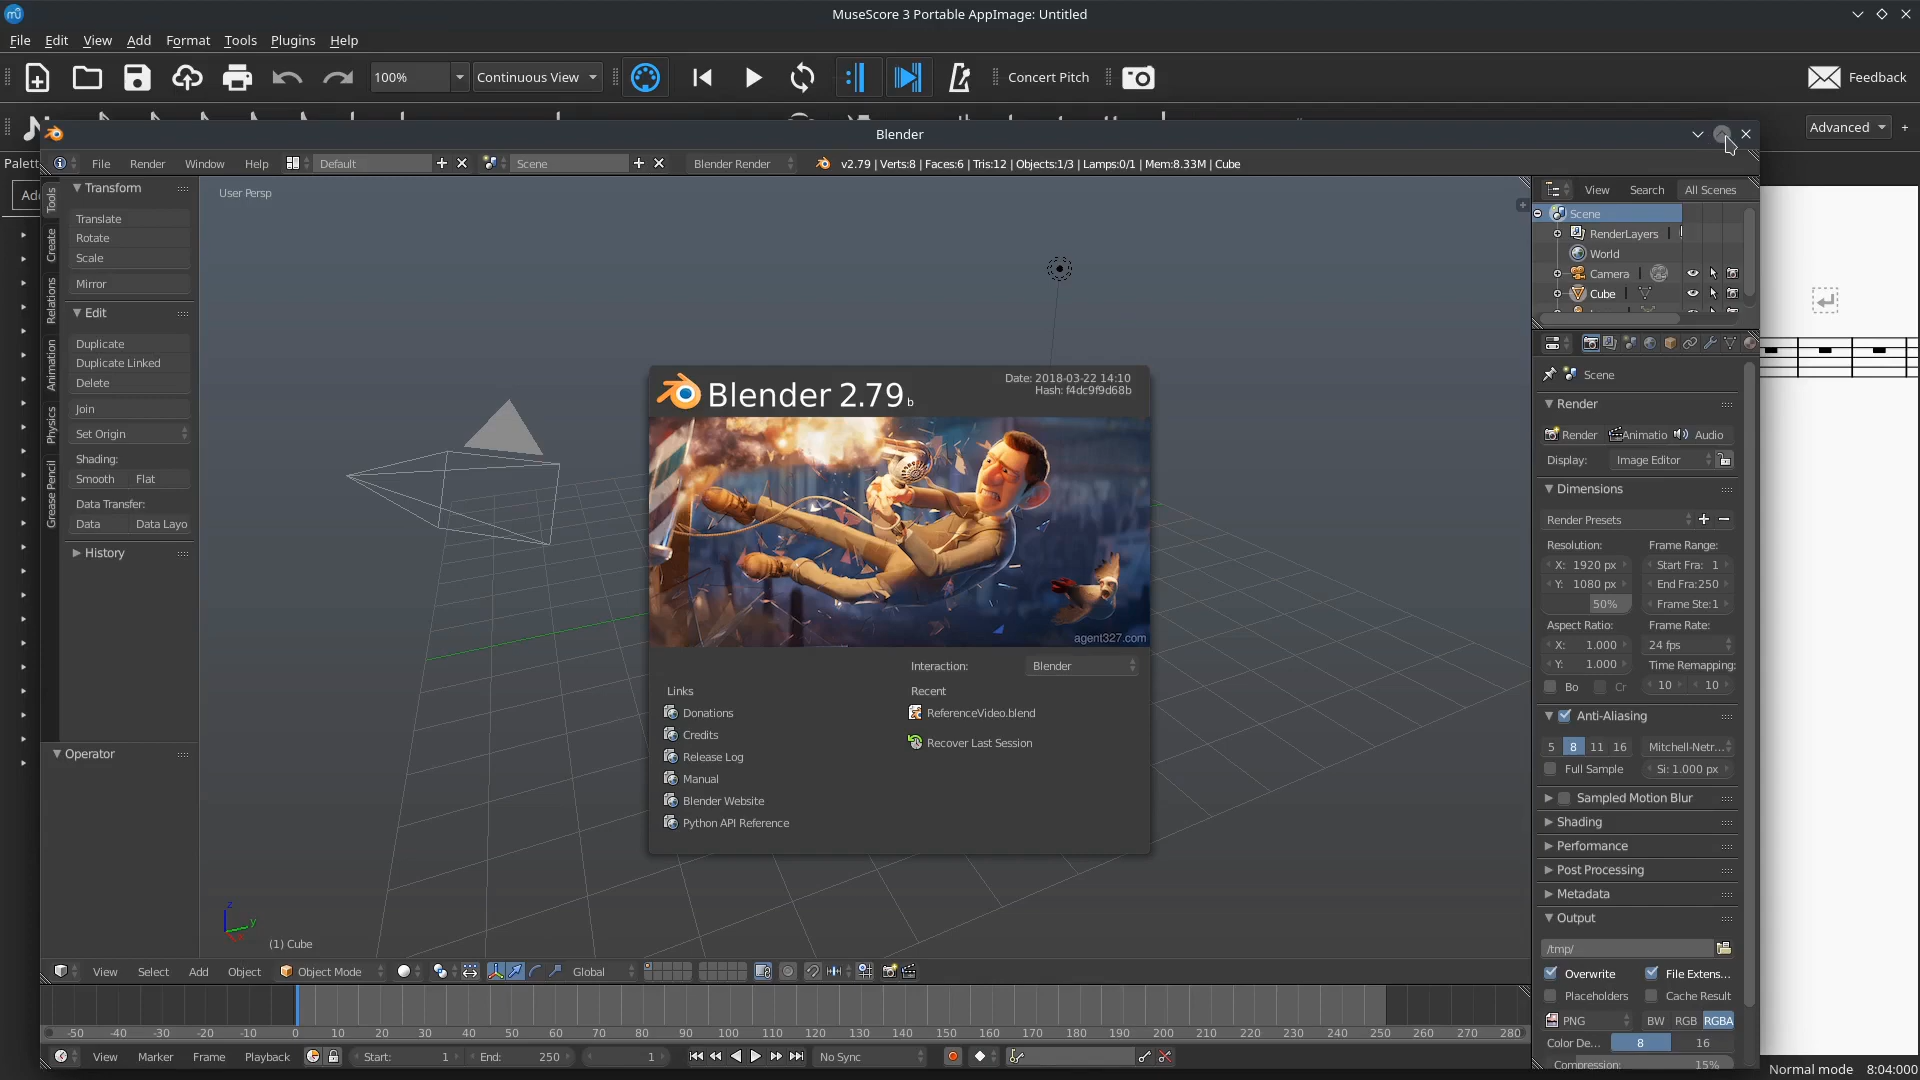 MuseScore 3 Portable AppImage: Untitled
File Edit View Add Format Tools Plugins Help
100% Continuous View Concert Pitch Feedback
Advanced +
Blender
File Render Window Help Default Scene Blender Render v2.79 | Verts:8 | Faces:6 | Tris:12 | Objects:1/3 | Lamps:0/1 | Mem:8.33M | Cube
Tools
Create
Relations
Animation
Physics
Grease Pencil
Transform
Translate
Rotate
Scale
Mirror
Edit
Duplicate
Duplicate Linked
Delete
Join
Set Origin
Shading:
Smooth Flat
Data Transfer:
Data Data Layo
History
Operator
User Persp
Blender 2.79 b
Date: 2018-03-22 14:10
Hash: f4dc9f9d68b
agent327.com
Interaction: Blender
Links
Donations
Credits
Release Log
Manual
Blender Website
Python API Reference
Recent
ReferenceVideo.blend
Recover Last Session
z
y
(1) Cube
View Search All Scenes
Scene
RenderLayers
World
Camera
Cube
Scene
Render
Render Animatio Audio
Display: Image Editor
Dimensions
Render Presets
Resolution: Frame Range:
X: 1920 px Start Fra: 1
Y: 1080 px End Fra:250
50% Frame Ste:1
Aspect Ratio: Frame Rate:
X: 1.000 24 fps
Y: 1.000 Time Remapping:
Bo Cr 10 10
Anti-Aliasing
5 8 11 16 Mitchell-Netr...
Full Sample Si: 1.000 px
Sampled Motion Blur
Shading
Performance
Post Processing
Metadata
Output
/tmp/
Overwrite File Extens...
Placeholders Cache Result
PNG BW RGB RGBA
Color De... 8 16
Compression: 15%
View Select Add Object Object Mode Global
-50 -40 -30 -20 -10 0 10 20 30 40 50 60 70 80 90 100 110 120 130 140 150 160 170 180 190 200 210 220 230 240 250 260 270 280
View Marker Frame Playback Start: 1 End: 250 1 No Sync
Normal mode 8:04:000